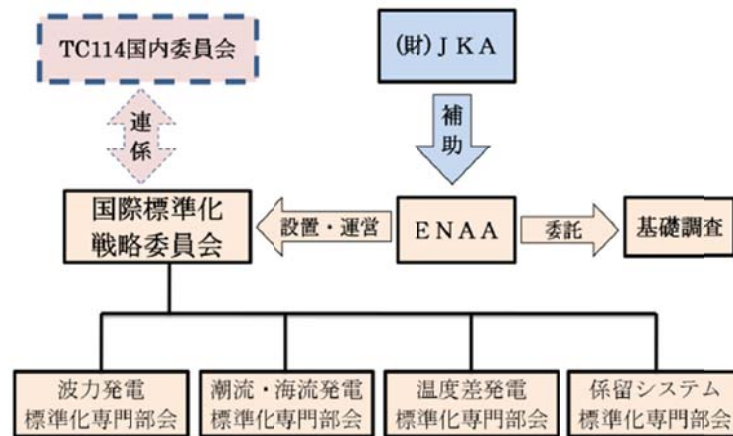 TC114国内委員会
(財)ＪＫＡ
連
係
補
助
国際標準化
戦略委員会
設置・運営
ＥＮＡＡ
委託
基礎調査
波力発電
標準化専門部会
潮流・海流発電
標準化専門部会
温度差発電
標準化専門部会
係留システム
標準化専門部会